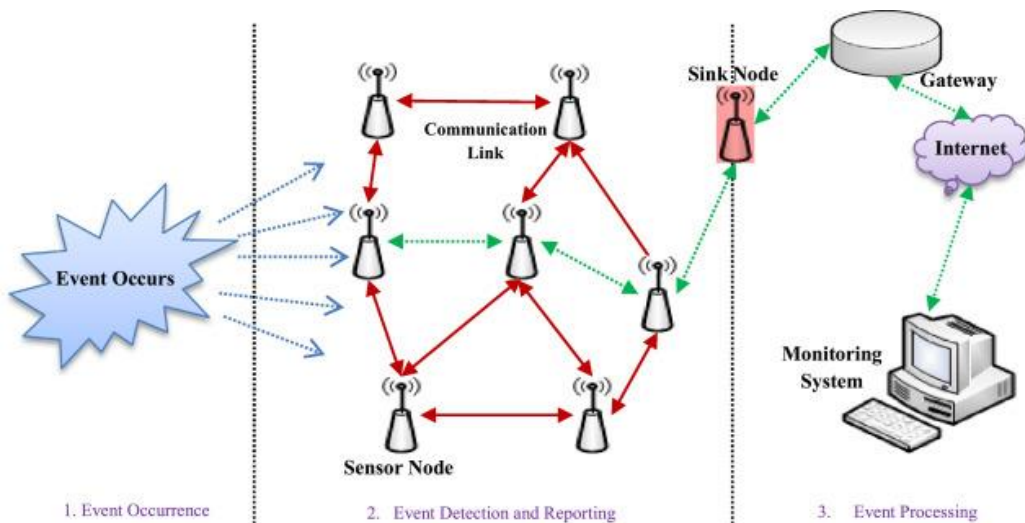 Sink Node
Gateway
Communication
Link
Internet
Event Occurs
Monitoring
System
Sensor Node
1. Event Occurrence
2. Event Detection and Reporting
3. Event Processing